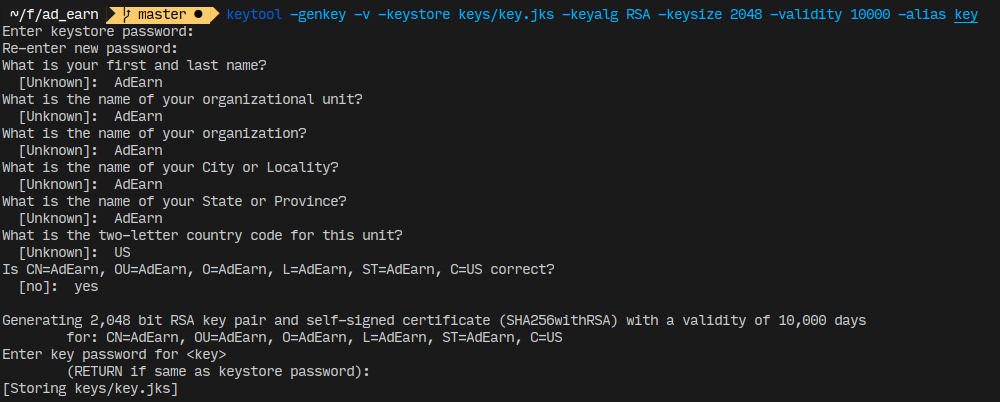 ~/f/ad_earn master ● keytool -genkey -v -keystore keys/key.jks -keyalg RSA -keysize 2048 -validity 10000 -alias key
Enter keystore password:
Re-enter new password:
What is your first and last name?
[Unknown]: AdEarn
What is the name of your organizational unit?
[Unknown]: AdEarn
What is the name of your organization?
[Unknown]: AdEarn
What is the name of your City or Locality?
[Unknown]: AdEarn
What is the name of your State or Province?
[Unknown]: AdEarn
What is the two-letter country code for this unit?
[Unknown]: US
Is CN=AdEarn, OU=AdEarn, O=AdEarn, L=AdEarn, ST=AdEarn, C=US correct?
[no]: yes
Generating 2,048 bit RSA key pair and self-signed certificate (SHA256withRSA) with a validity of 10,000 days
for: CN=AdEarn, OU=AdEarn, O=AdEarn, L=AdEarn, ST=AdEarn, C=US
Enter key password for <key>
(RETURN if same as keystore password):
[Storing keys/key.jks]